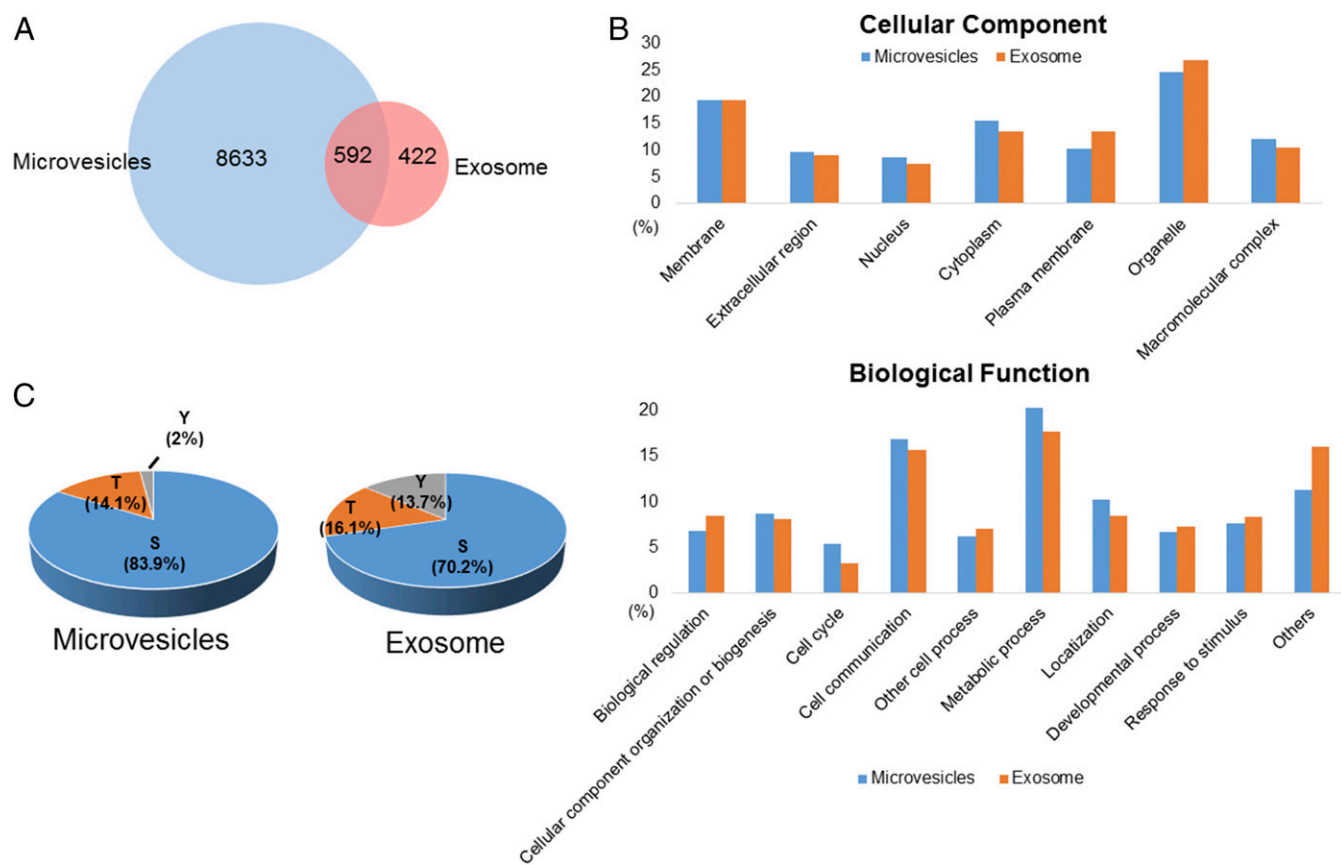 A
Microvesicles
8633
592
422
Exosome
B
Cellular Component
Microvesicles Exosome
30
25
20
15
10
5
0
(%)
Membrane
Extracellular region
Nucleus
Cytoplasm
Plasma membrane
Organelle
Macromolecular complex
C
Y
(2%)
T
(14.1%)
S
(83.9%)
Microvesicles
Y
(13.7%)
T
(16.1%)
S
(70.2%)
Exosome
Biological Function
20
15
10
5
0
(%)
Biological regulation
Cellular component organization or biogenesis
Cell cycle
Cell communication
Other cell process
Metabolic process
Locatization
Developmental process
Response to stimulus
Others
Microvesicles Exosome